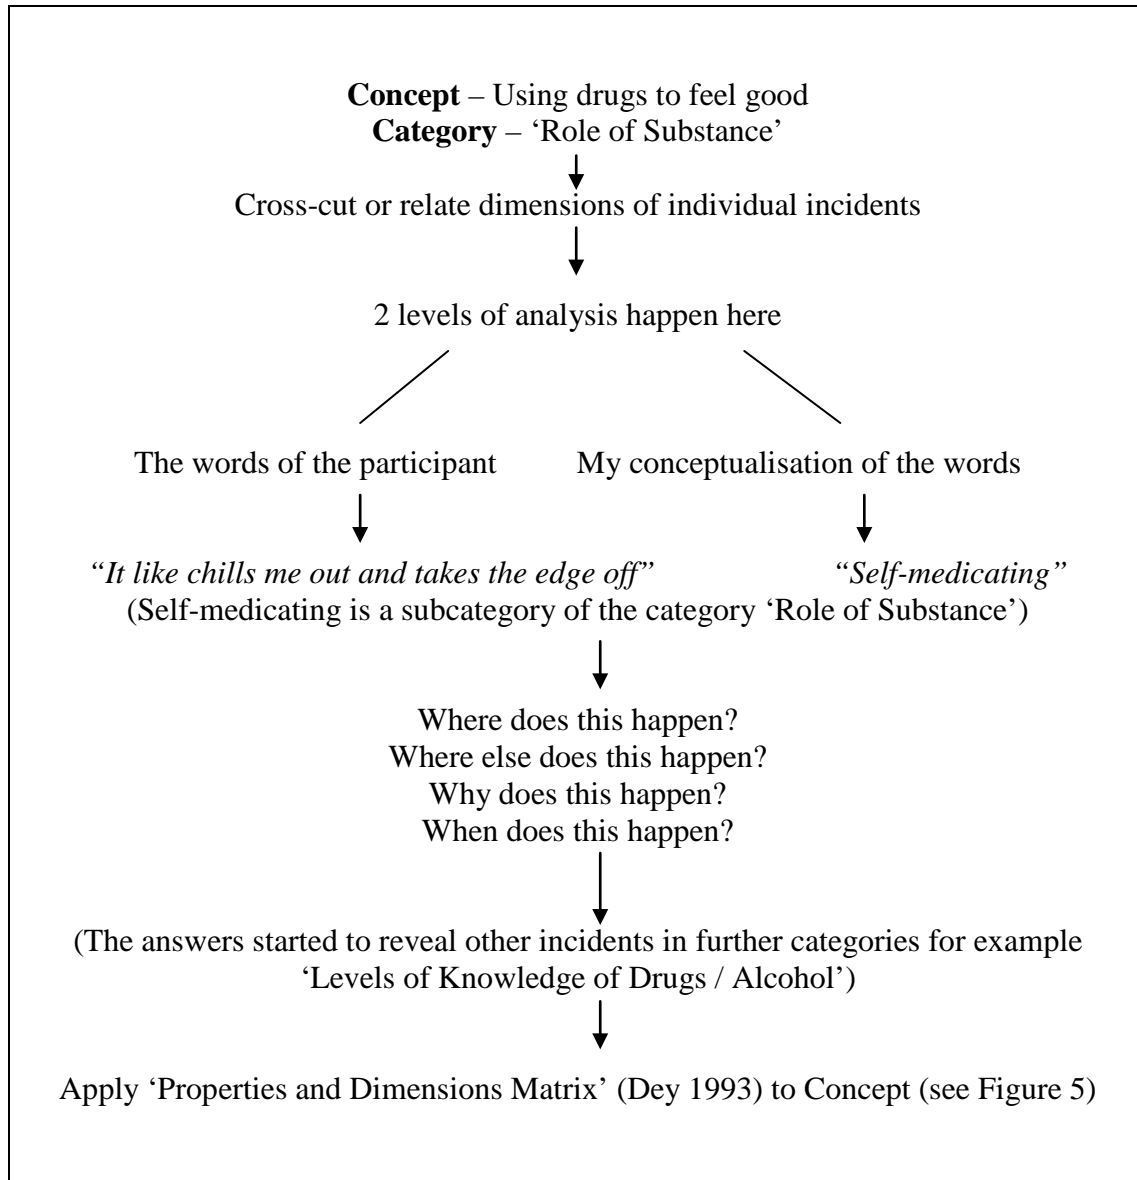 Concept – Using drugs to feel good
Category – ‘Role of Substance’
Cross-cut or relate dimensions of individual incidents
2 levels of analysis happen here
The words of the participant
My conceptualisation of the words
“It like chills me out and takes the edge off”
“Self-medicating”
(Self-medicating is a subcategory of the category ‘Role of Substance’)
Where does this happen?
Where else does this happen?
Why does this happen?
When does this happen?
(The answers started to reveal other incidents in further categories for example
‘Levels of Knowledge of Drugs / Alcohol’)
Apply ‘Properties and Dimensions Matrix’ (Dey 1993) to Concept (see Figure 5)